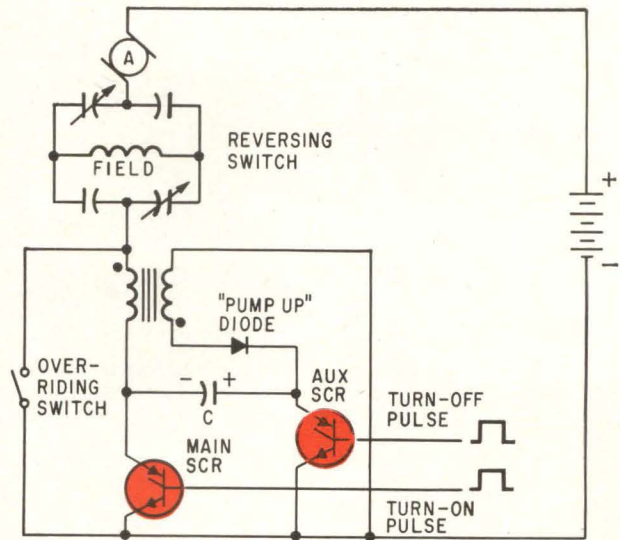 A
REVERSING
SWITCH
FIELD
+
-
"PUMP UP"
DIODE
OVER-
RIDING
SWITCH
- +
C
AUX
SCR
TURN-OFF
PULSE
MAIN
SCR
TURN-ON
PULSE